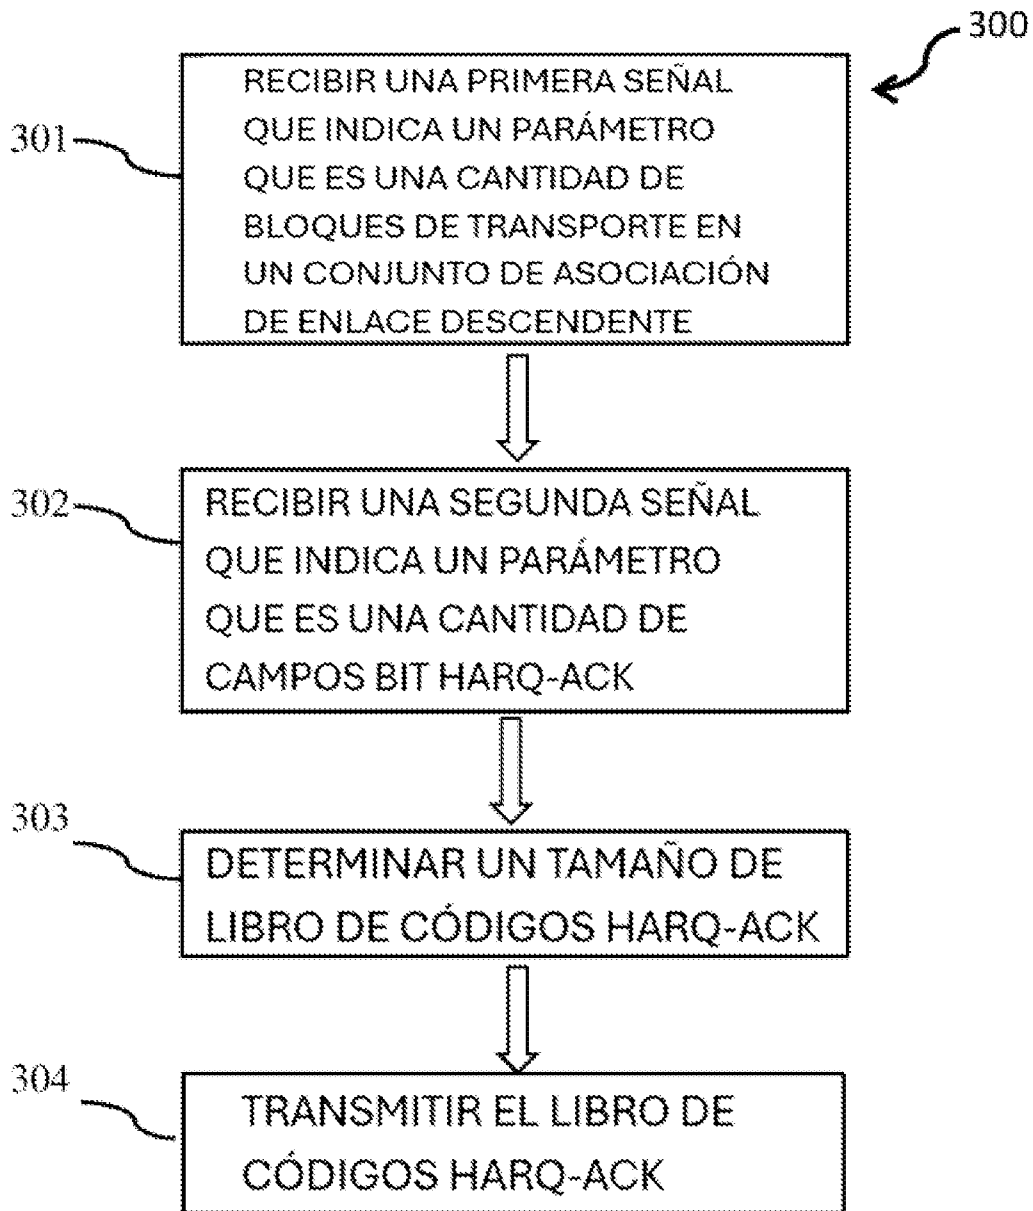 300
301
RECIBIR UNA PRIMERA SEÑAL
QUE INDICA UN PARÁMETRO
QUE ES UNA CANTIDAD DE
BLOQUES DE TRANSPORTE EN
UN CONJUNTO DE ASOCIACIÓN
DE ENLACE DESCENDENTE
302
RECIBIR UNA SEGUNDA SEÑAL
QUE INDICA UN PARÁMETRO
QUE ES UNA CANTIDAD DE
CAMPOS BIT HARQ-ACK
303
DETERMINAR UN TAMAÑO DE
LIBRO DE CÓDIGOS HARQ-ACK
304
TRANSMITIR EL LIBRO DE
CÓDIGOS HARQ-ACK